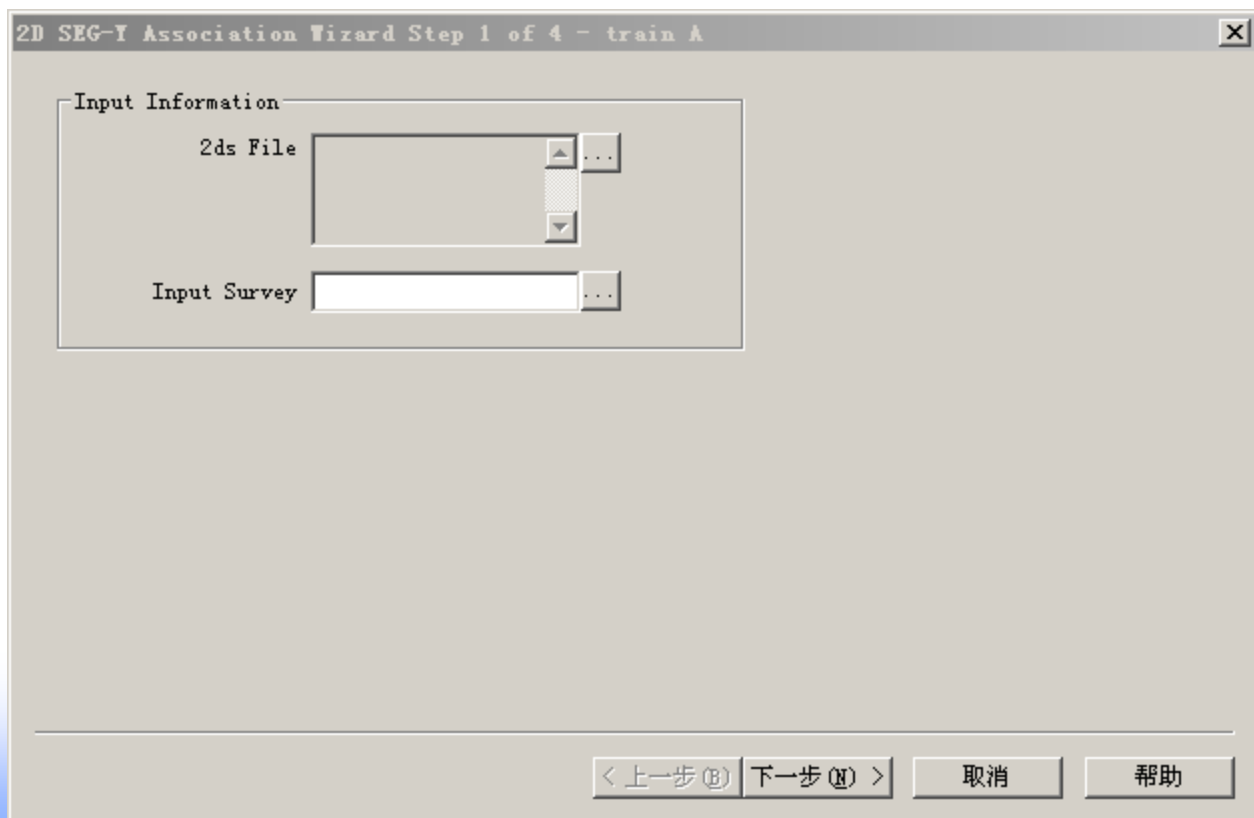 2D SEG-Y Association Wizard Step 1 of 4 - train A
Input Information
2ds File
...
Input Survey
...
< 上一步(B)
下一步(N) >
取消
帮助